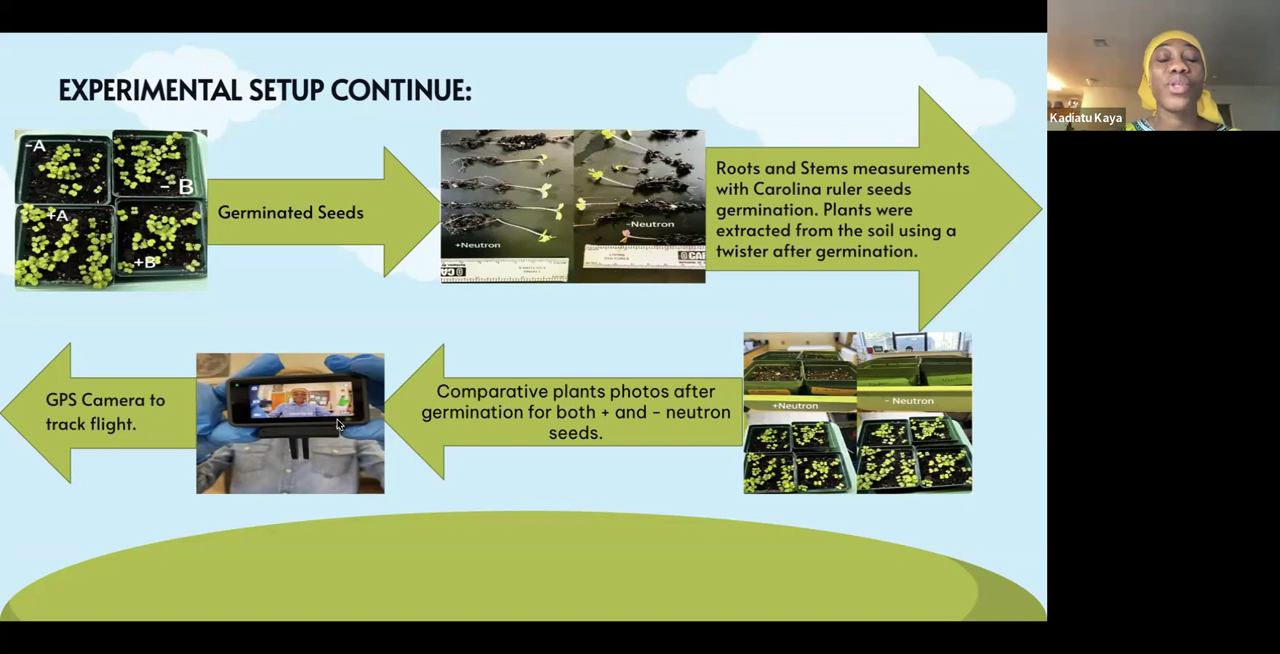 EXPERIMENTAL SETUP CONTINUE:
-A
- B
+A
+B
Germinated Seeds
+Neutron
-Neutron
Roots and Stems measurements
with Carolina ruler seeds
germination. Plants were
extracted from the soil using a
twister after germination.
Kadiatu Kaya
GPS Camera to
track flight.
Comparative plants photos after
germination for both + and - neutron
seeds.
+Neutron
- Neutron